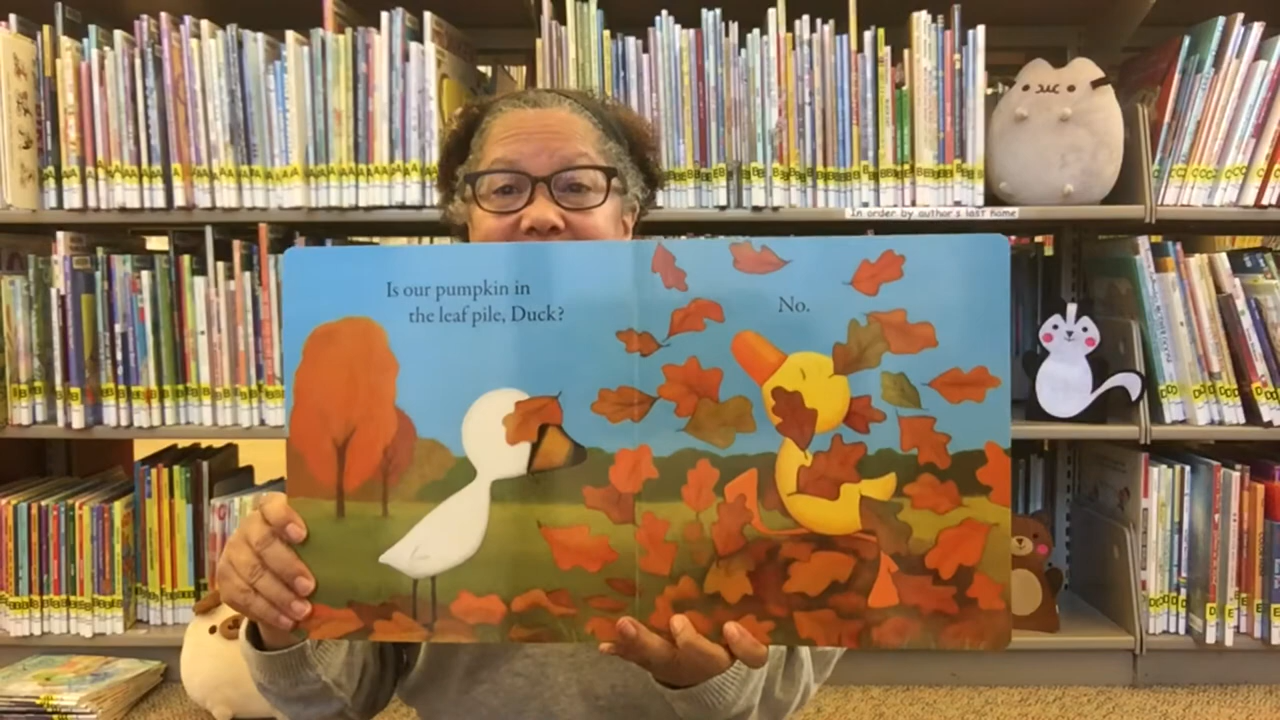 In order by author's last name
Is our pumpkin in
the leaf pile, Duck?
No.